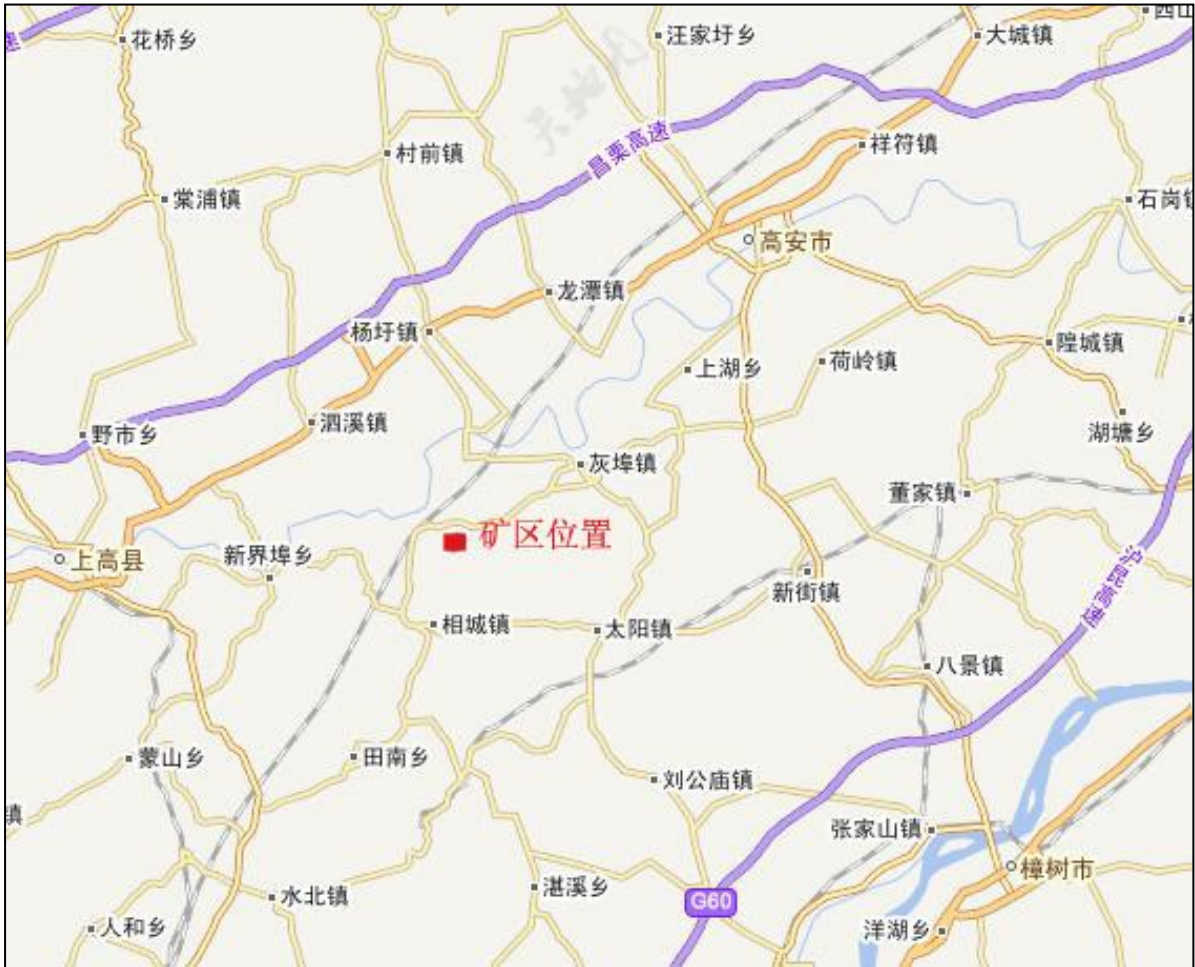 花桥乡
汪家圩乡
大城镇
西山
速
天地图
昌栗高速
村前镇
祥符镇
棠浦镇
石岗镇
高安市
龙潭镇
杨圩镇
隍城镇
上湖乡
荷岭镇
泗溪镇
野市乡
湖塘乡
灰埠镇
董家镇
矿区位置
新界埠乡
上高县
新街镇
沪昆高速
相城镇
太阳镇
八景镇
蒙山乡
田南乡
刘公庙镇
镇
张家山镇
樟树市
水北镇
湛溪乡
G60
人和乡
洋湖乡